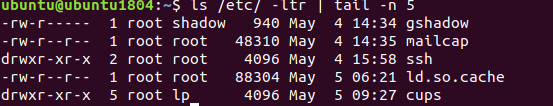 ubuntu@ubuntu1804:~$ ls /etc/ -ltr | tail -n 5
-rw-r-----  1 root shadow   940 May  4 14:34 gshadow
-rw-r--r--  1 root root   48310 May  4 14:35 mailcap
drwxr-xr-x  2 root root    4096 May  4 15:58 ssh
-rw-r--r--  1 root root   88304 May  5 06:21 ld.so.cache
drwxr-xr-x  5 root lp      4096 May  5 09:27 cups